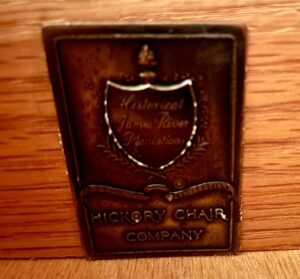 Historical
James River
Plantation
®
HICKORY CHAIR
COMPANY